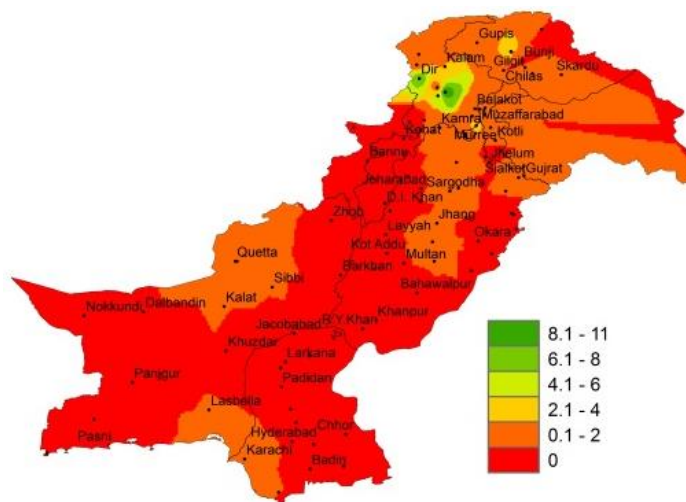 Gupis
Bunji
Kalam
Gilgit
Skardu
Dir
Chilas
Balakot
Kamra
Muzaffarabad
Kohat
Murree
Kotli
Bannu
Jhelum
Sialkot
Gujrat
Joharabad
Sargodha
D.I. Khan
Zhob
Jhang
Layyah
Okara
Quetta
Kot Addu
Multan
Sibbi
Barkhan
Bahawalpur
Nokkundi
Dalbandin
Kalat
R.Y.Khan
Khanpur
Jacobabad
Khuzdar
Larkana
Panjgur
Padidan
Lasbella
Pasni
Hyderabad
Chhor
Karachi
Badin
8.1 - 11
6.1 - 8
4.1 - 6
2.1 - 4
0.1 - 2
0